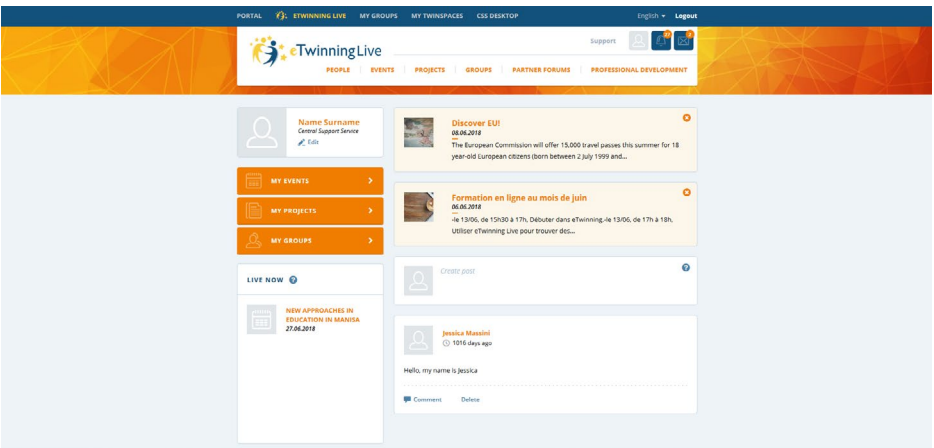 PORTAL ETWINNING LIVE MY GROUPS MY TWINSPACES CSS DESKTOP English Logout
eTwinning Live
Support
PEOPLE EVENTS PROJECTS GROUPS PARTNER FORUMS PROFESSIONAL DEVELOPMENT
Name Surname
Central Support Service
Edit
MY EVENTS
MY PROJECTS
MY GROUPS
LIVE NOW ?
NEW APPROACHES IN
EDUCATION IN MANISA
27.06.2018
Discover EU!
08.06.2018
The European Commission will offer 15,000 travel passes this summer for 18
year-old European citizens (born between 2 July 1999 and...
Formation en ligne au mois de juin
06.06.2018
-le 13/06, de 15h30 à 17h, Débuter dans eTwinning,-le 13/06, de 17h à 18h,
Utiliser eTwinning Live pour trouver des...
Create post ?
Jessica Massini
1016 days ago
Hello, my name is Jessica
Comment Delete